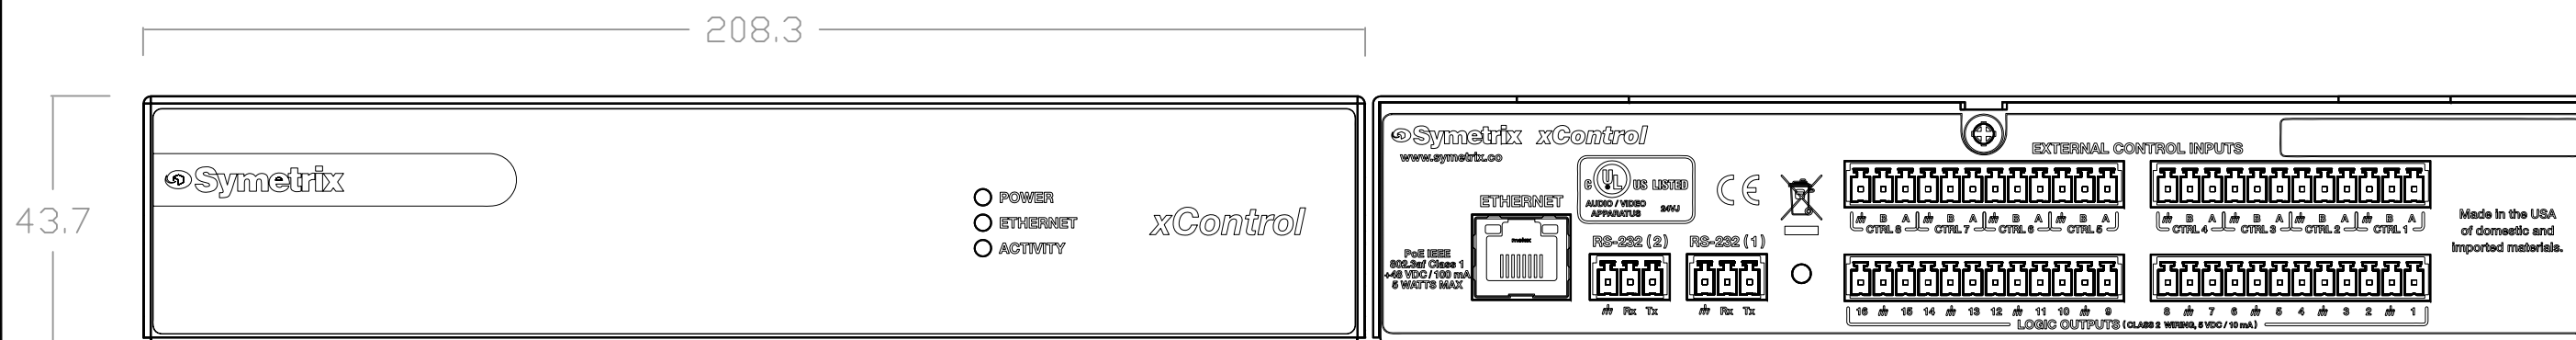 208.3
43.7
Symetrix
POWER
ETHERNET
ACTIVITY
xControl
Symetrix xControl
www.symetrix.co
ETHERNET
molex
PoE IEEE
802.3af Class 1
+48 VDC / 100 mA
5 WATTS MAX
C UL US LISTED
AUDIO / VIDEO
APPARATUS 24VJ
CE
RS-232 (2) RS-232 (1)
Rx Tx Rx Tx
EXTERNAL CONTROL INPUTS
B A B A B A B A B A B A B A B A
CTRL 8 CTRL 7 CTRL 6 CTRL 5 CTRL 4 CTRL 3 CTRL 2 CTRL 1
16 15 14 13 12 11 10 9 8 7 6 5 4 3 2 1
LOGIC OUTPUTS (CLASS 2 WIRING, 5 VDC / 10 mA)
Made in the USA
of domestic and
imported materials.